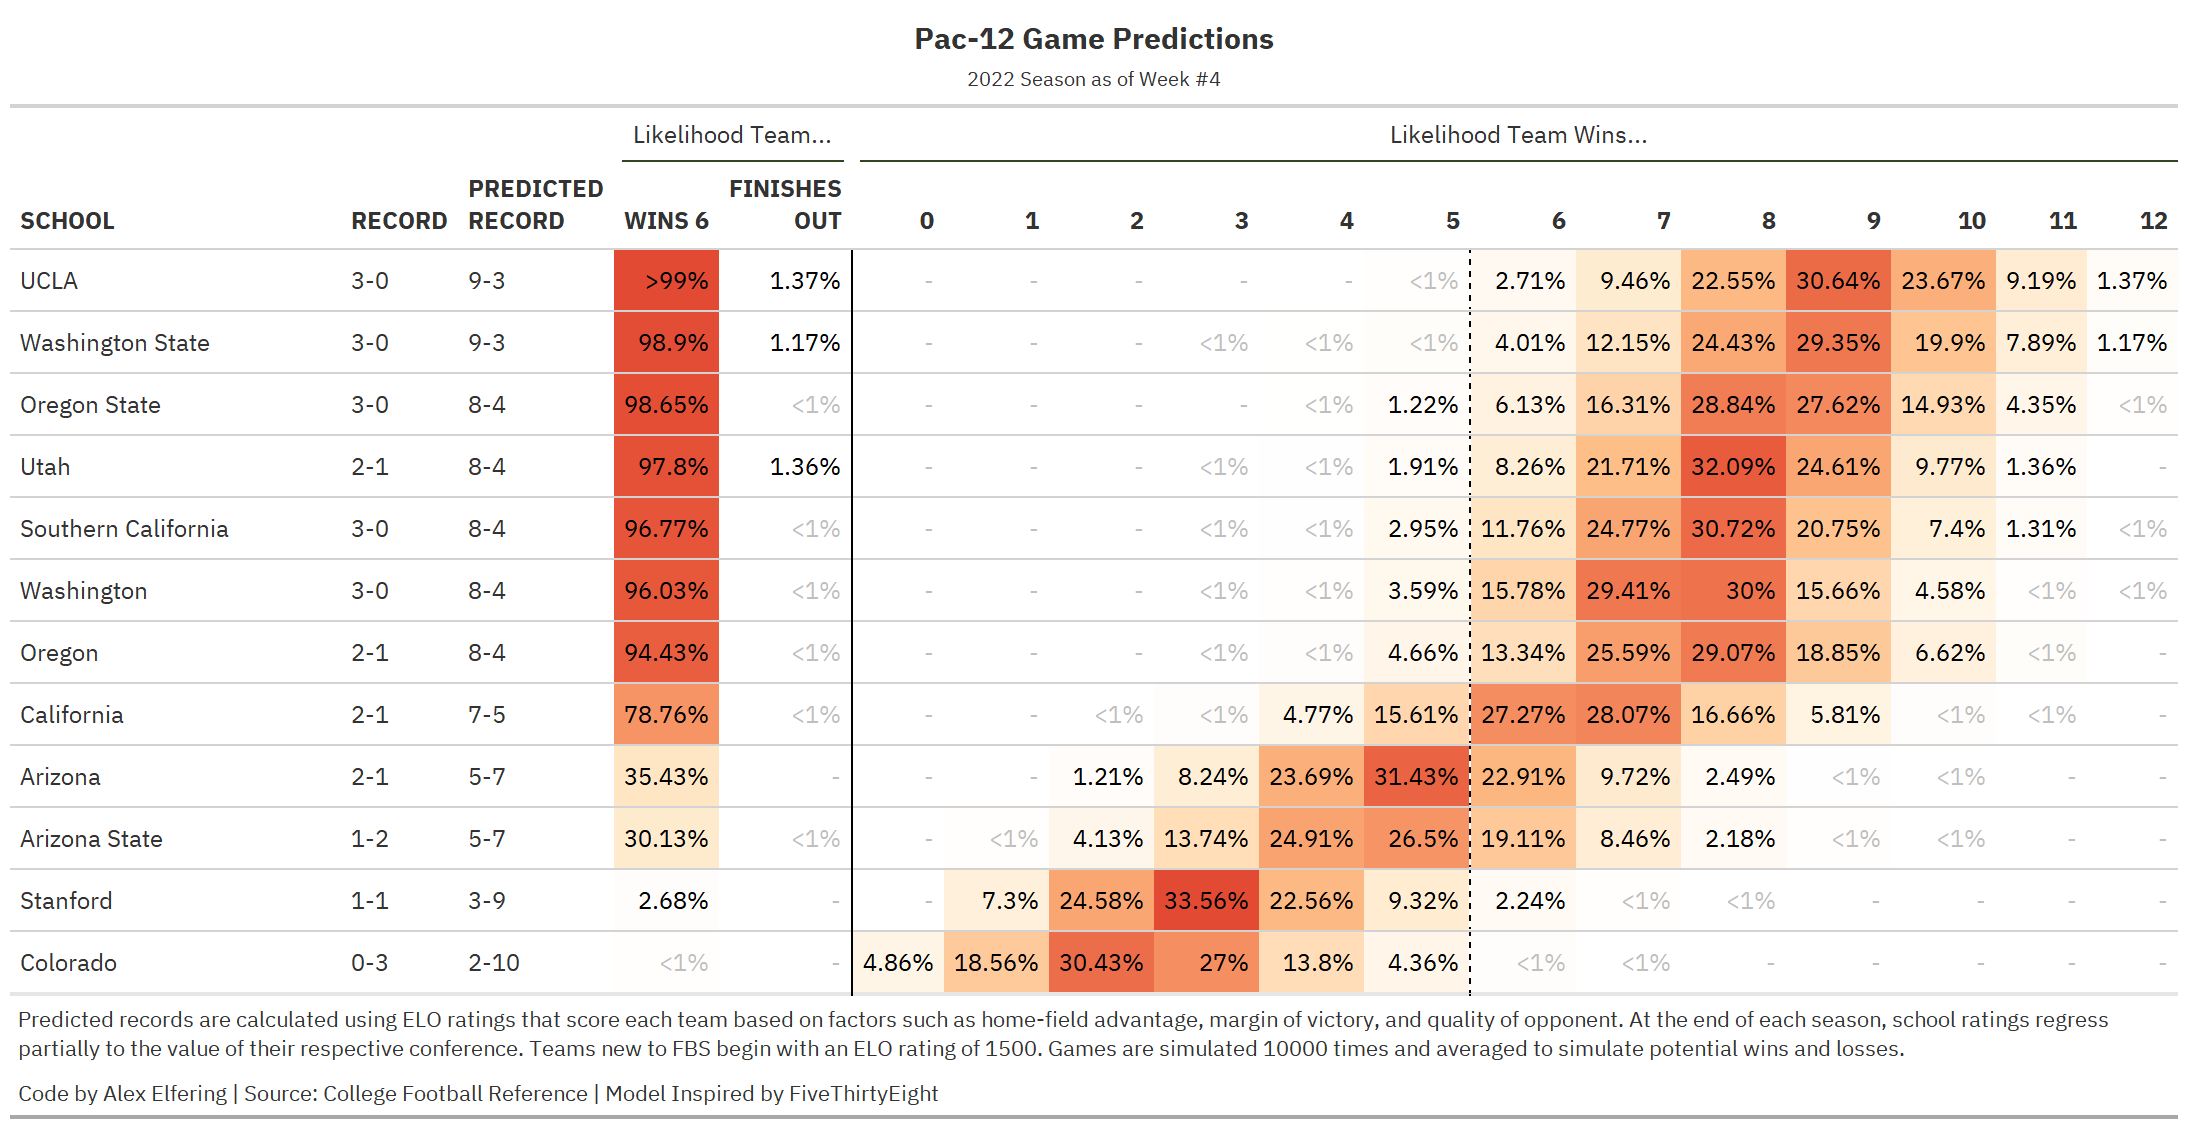 Pac-12 Game Predictions
2022 Season as of Week #4
Likelihood Team... Likelihood Team Wins...
SCHOOL RECORD PREDICTED RECORD WINS 6 FINISHES OUT 0 1 2 3 4 5 6 7 8 9 10 11 12
UCLA 3-0 9-3 >99% 1.37% - - - - - <1% 2.71% 9.46% 22.55% 30.64% 23.67% 9.19% 1.37%
Washington State 3-0 9-3 98.9% 1.17% - - - <1% <1% <1% 4.01% 12.15% 24.43% 29.35% 19.9% 7.89% 1.17%
Oregon State 3-0 8-4 98.65% <1% - - - - <1% 1.22% 6.13% 16.31% 28.84% 27.62% 14.93% 4.35% <1%
Utah 2-1 8-4 97.8% 1.36% - - - <1% <1% 1.91% 8.26% 21.71% 32.09% 24.61% 9.77% 1.36% -
Southern California 3-0 8-4 96.77% <1% - - - <1% <1% 2.95% 11.76% 24.77% 30.72% 20.75% 7.4% 1.31% <1%
Washington 3-0 8-4 96.03% <1% - - - <1% <1% 3.59% 15.78% 29.41% 30% 15.66% 4.58% <1% <1%
Oregon 2-1 8-4 94.43% <1% - - - <1% <1% 4.66% 13.34% 25.59% 29.07% 18.85% 6.62% <1% -
California 2-1 7-5 78.76% <1% - - <1% <1% 4.77% 15.61% 27.27% 28.07% 16.66% 5.81% <1% <1% -
Arizona 2-1 5-7 35.43% - - - 1.21% 8.24% 23.69% 31.43% 22.91% 9.72% 2.49% <1% <1% - -
Arizona State 1-2 5-7 30.13% <1% - <1% 4.13% 13.74% 24.91% 26.5% 19.11% 8.46% 2.18% <1% <1% - -
Stanford 1-1 3-9 2.68% - - 7.3% 24.58% 33.56% 22.56% 9.32% 2.24% <1% <1% - - - -
Colorado 0-3 2-10 <1% - 4.86% 18.56% 30.43% 27% 13.8% 4.36% <1% <1% - - - - -
Predicted records are calculated using ELO ratings that score each team based on factors such as home-field advantage, margin of victory, and quality of opponent. At the end of each season, school ratings regress
partially to the value of their respective conference. Teams new to FBS begin with an ELO rating of 1500. Games are simulated 10000 times and averaged to simulate potential wins and losses.
Code by Alex Elfering | Source: College Football Reference | Model Inspired by FiveThirtyEight